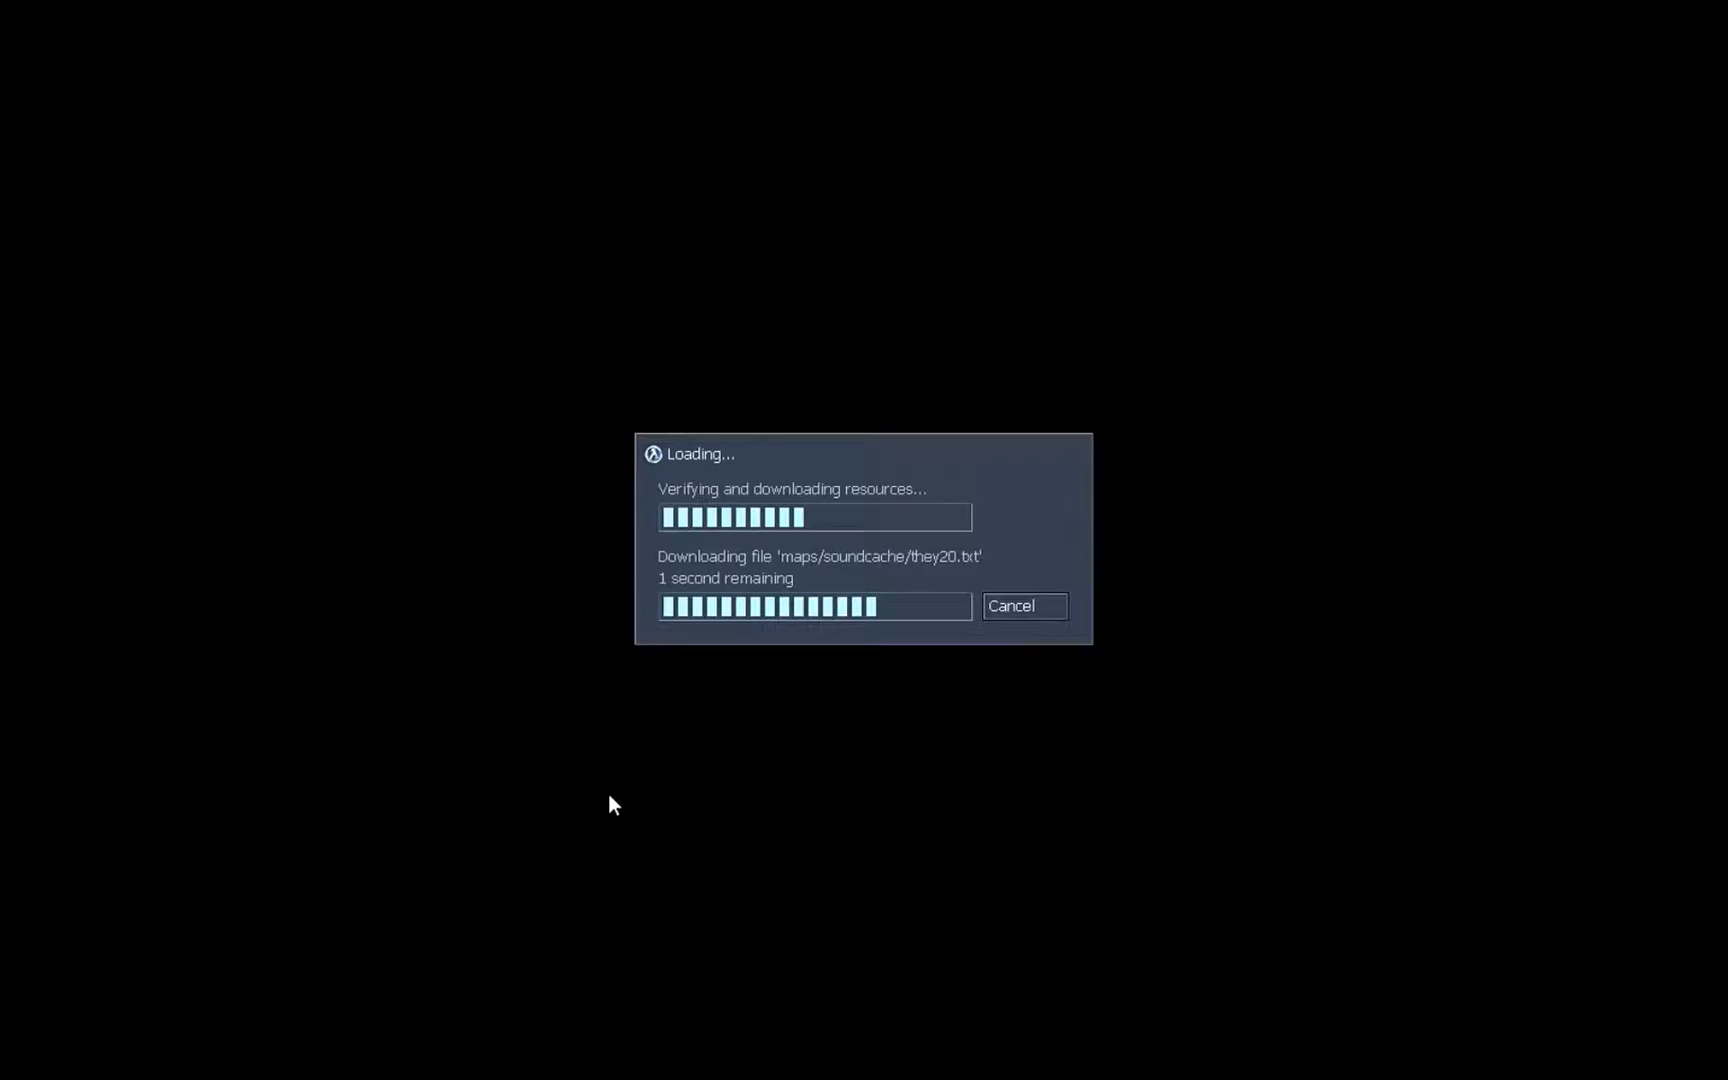 Loading...
Verifying and downloading resources...
Downloading file 'maps/soundcache/they20.txt'
1 second remaining
Cancel